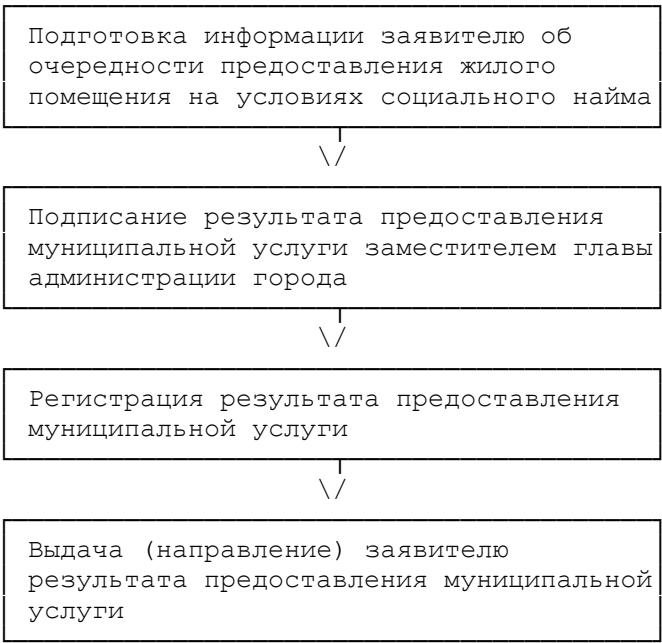 Подготовка информации заявителю об
очередности предоставления жилого
помещения на условиях социального найма
\/
Подписание результата предоставления
муниципальной услуги заместителем главы
администрации города
\/
Регистрация результата предоставления
муниципальной услуги
\/
Выдача (направление) заявителю
результата предоставления муниципальной
услуги